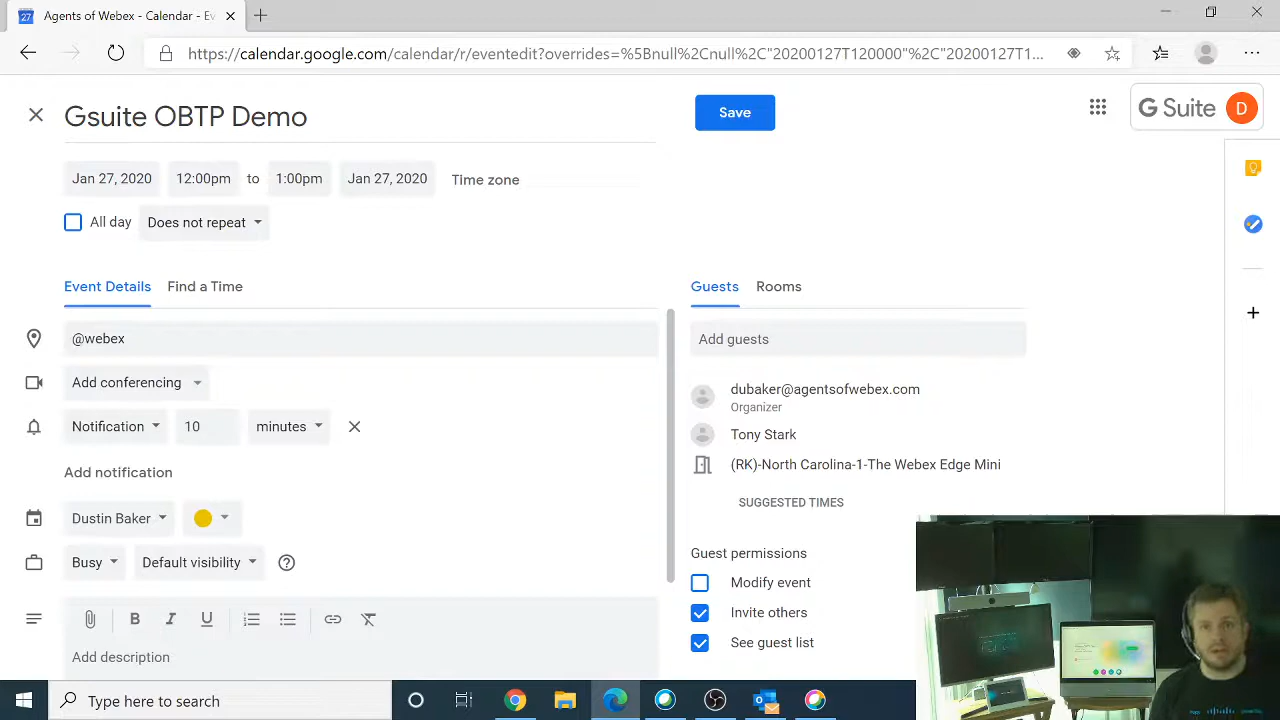 27
Agents of Webex - Calendar - Ev
https://calendar.google.com/calendar/r/eventedit?overrides=%5Bnull%2Cnull%2C"20200127T120000"%2C"20200127T1...
Gsuite OBTP Demo
Save
G Suite
D
Jan 27, 2020
12:00pm
to
1:00pm
Jan 27, 2020
Time zone
All day
Does not repeat
Event Details
Find a Time
Guests
Rooms
@webex
Add guests
Add conferencing
dubaker@agentsofwebex.com
Organizer
Notification
10
minutes
Tony Stark
(RK)-North Carolina-1-The Webex Edge Mini
Add notification
SUGGESTED TIMES
Dustin Baker
Busy
Default visibility
Guest permissions
Modify event
Invite others
See guest list
B
I
U
Add description
Type here to search